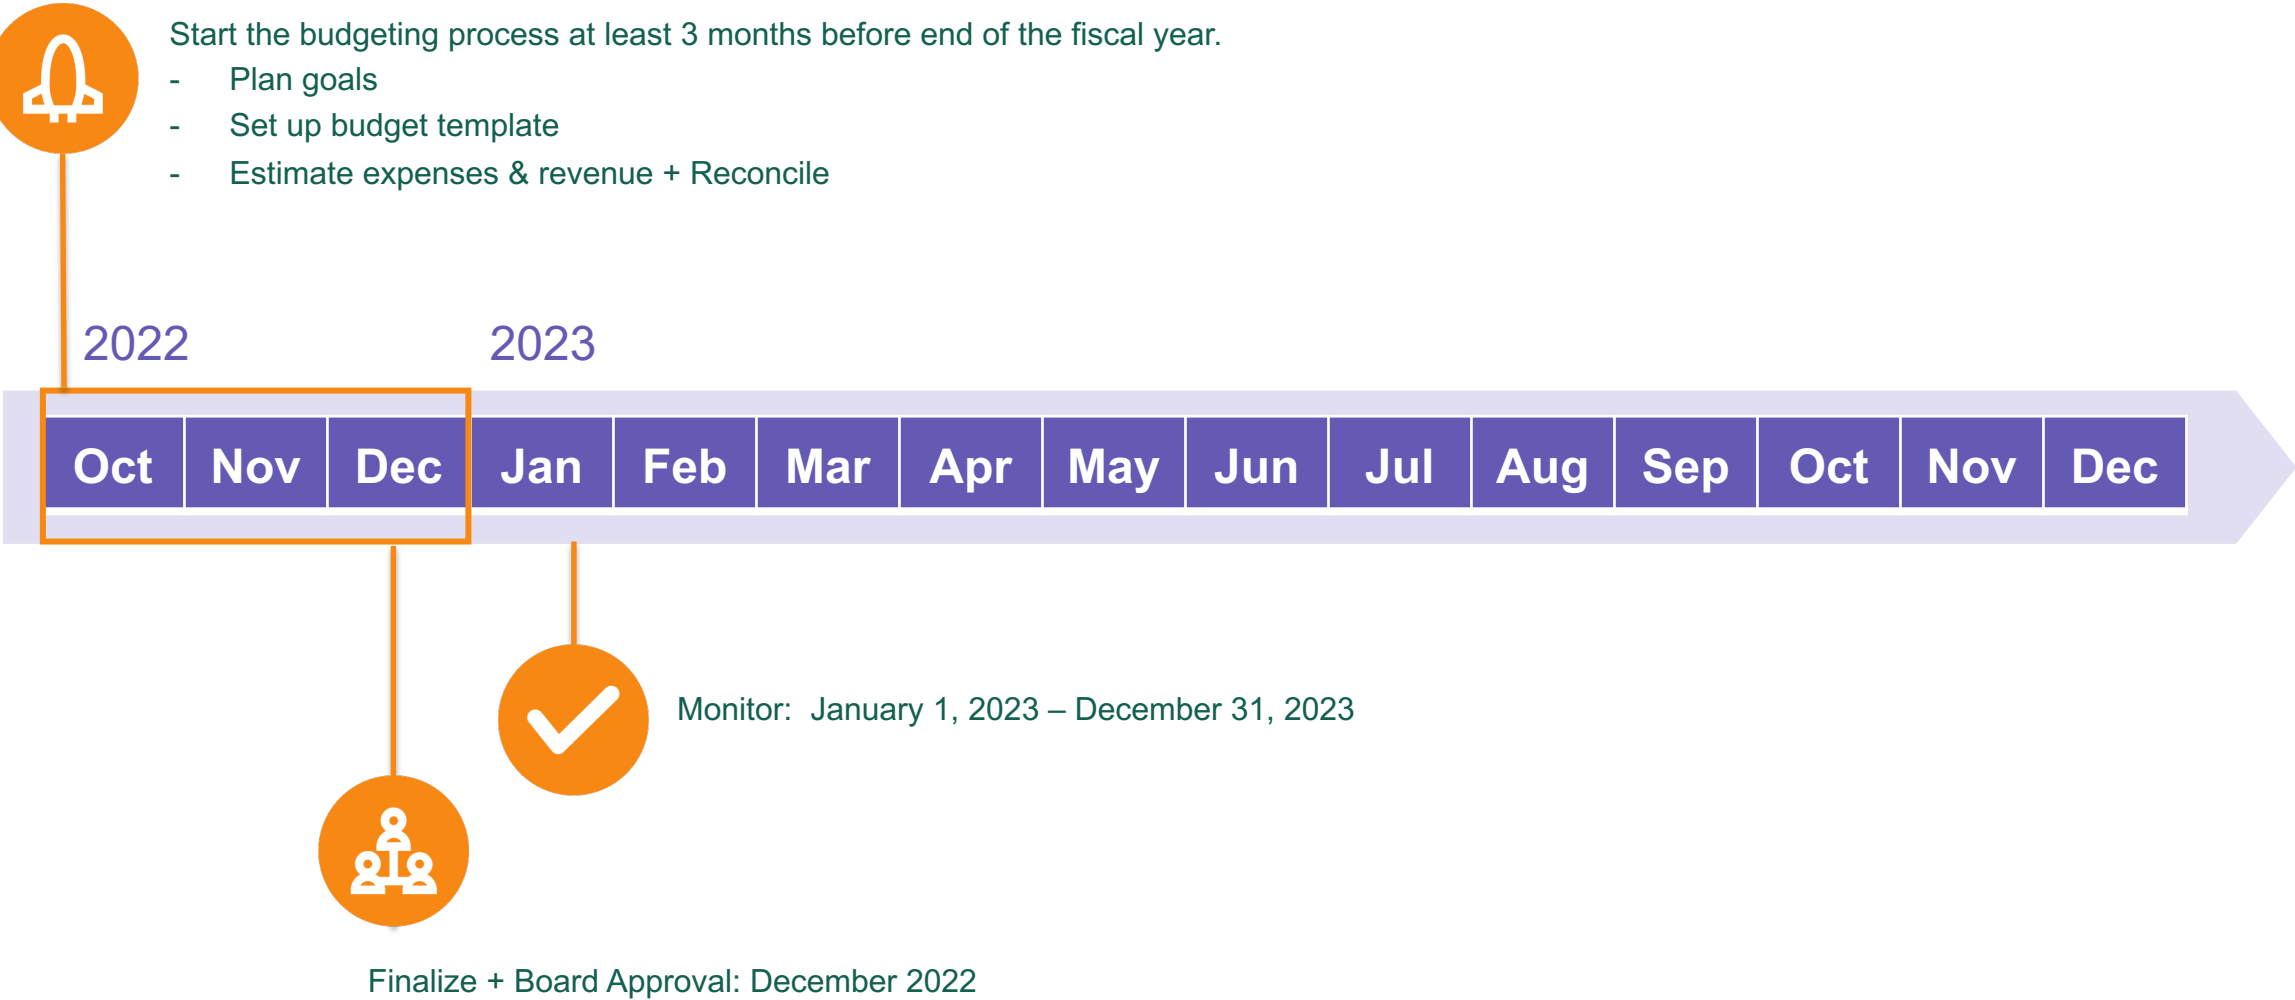 Start the budgeting process at least 3 months before end of the fiscal year.
- Plan goals
- Set up budget template
- Estimate expenses & revenue + Reconcile
2022 2023
Oct Nov Dec Jan Feb Mar Apr May Jun Jul Aug Sep Oct Nov Dec
Monitor: January 1, 2023 – December 31, 2023
Finalize + Board Approval: December 2022